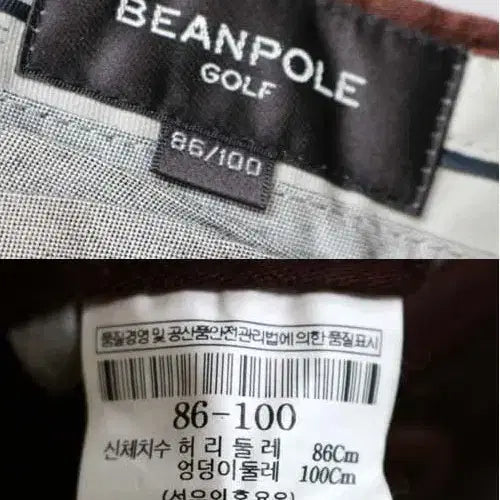 BEANPOLE
GOLF
86/100
품질경영 및 공산품안전관리법에 의한 품질표시
86-100
신체치수 허 리 둘 레 86Cm
엉덩이둘레 100Cm